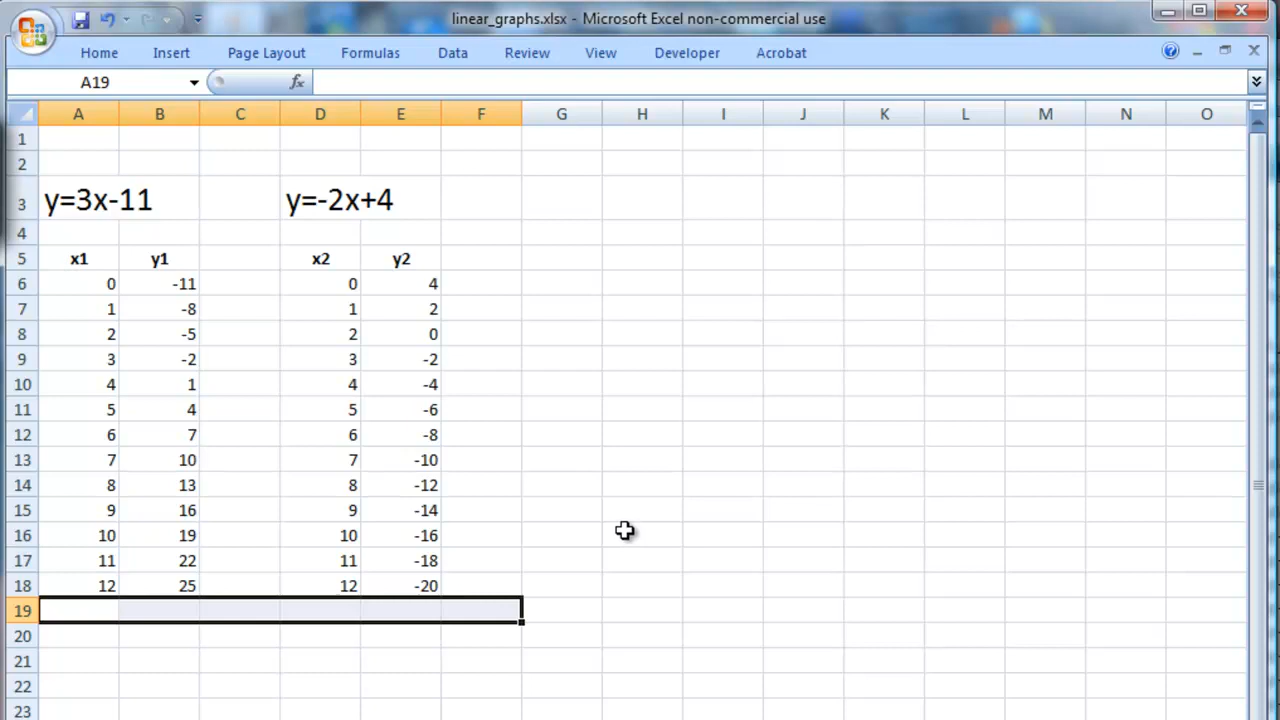 linear_graphs.xlsx - Microsoft Excel non-commercial use
Home Insert Page Layout Formulas Data Review View Developer Acrobat
A19 fx
A B C D E F G H I J K L M N O
1
2
3 y=3x-11 y=-2x+4
4
5 x1 y1 x2 y2
6 0 -11 0 4
7 1 -8 1 2
8 2 -5 2 0
9 3 -2 3 -2
10 4 1 4 -4
11 5 4 5 -6
12 6 7 6 -8
13 7 10 7 -10
14 8 13 8 -12
15 9 16 9 -14
16 10 19 10 -16
17 11 22 11 -18
18 12 25 12 -20
19
20
21
22
23